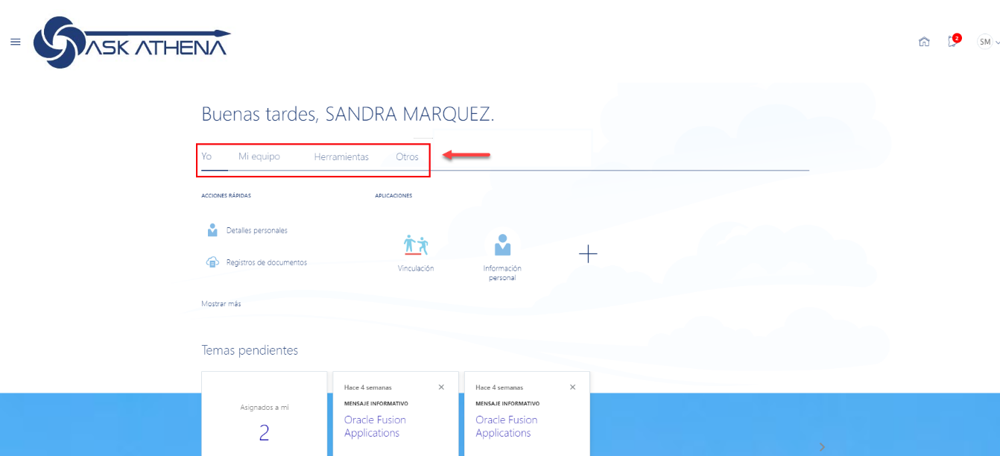 ASK ATHENA
2
SM
Buenas tardes, SANDRA MARQUEZ.
Yo Mi equipo Herramientas Otros
ACCIONES RÁPIDAS
APLICACIONES
Detalles personales
Registros de documentos
Mostrar más
Vinculación
Información
personal
Temas pendientes
Asignados a mí
2
Hace 4 semanas
MENSAJE INFORMATIVO
Oracle Fusion
Applications
Hace 4 semanas
MENSAJE INFORMATIVO
Oracle Fusion
Applications